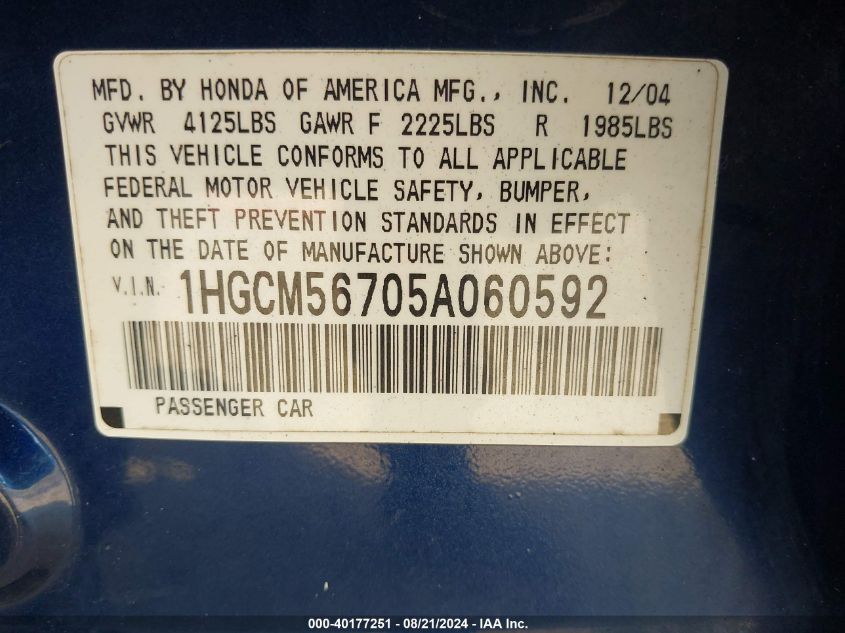 MFD. BY HONDA OF AMERICA MFG., INC. 12/04
GVWR 4125LBS GAWR F 2225LBS R 1985LBS
THIS VEHICLE CONFORMS TO ALL APPLICABLE
FEDERAL MOTOR VEHICLE SAFETY, BUMPER,
AND THEFT PREVENTION STANDARDS IN EFFECT
ON THE DATE OF MANUFACTURE SHOWN ABOVE:
V.I.N. 1HGCM56705A060592
PASSENGER CAR
000-40177251 - 08/21/2024 - IAA Inc.